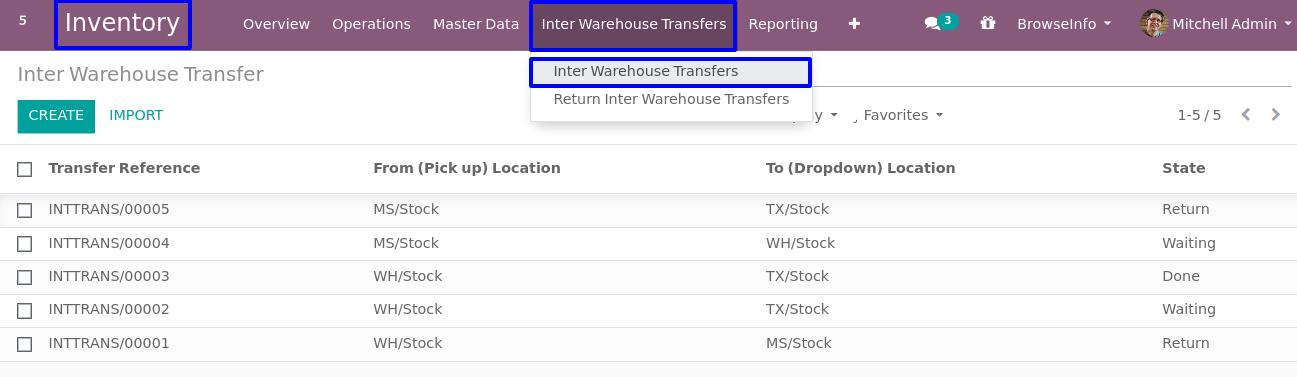 5 Inventory Overview Operations Master Data Inter Warehouse Transfers Reporting 3 BrowseInfo Mitchell Admin
Inter Warehouse Transfer
Inter Warehouse Transfers
Return Inter Warehouse Transfers
CREATE IMPORT Favorites 1-5 / 5
Transfer Reference From (Pick up) Location To (Dropdown) Location State
INTTRANS/00005 MS/Stock TX/Stock Return
INTTRANS/00004 MS/Stock WH/Stock Waiting
INTTRANS/00003 WH/Stock TX/Stock Done
INTTRANS/00002 WH/Stock TX/Stock Waiting
INTTRANS/00001 WH/Stock MS/Stock Return